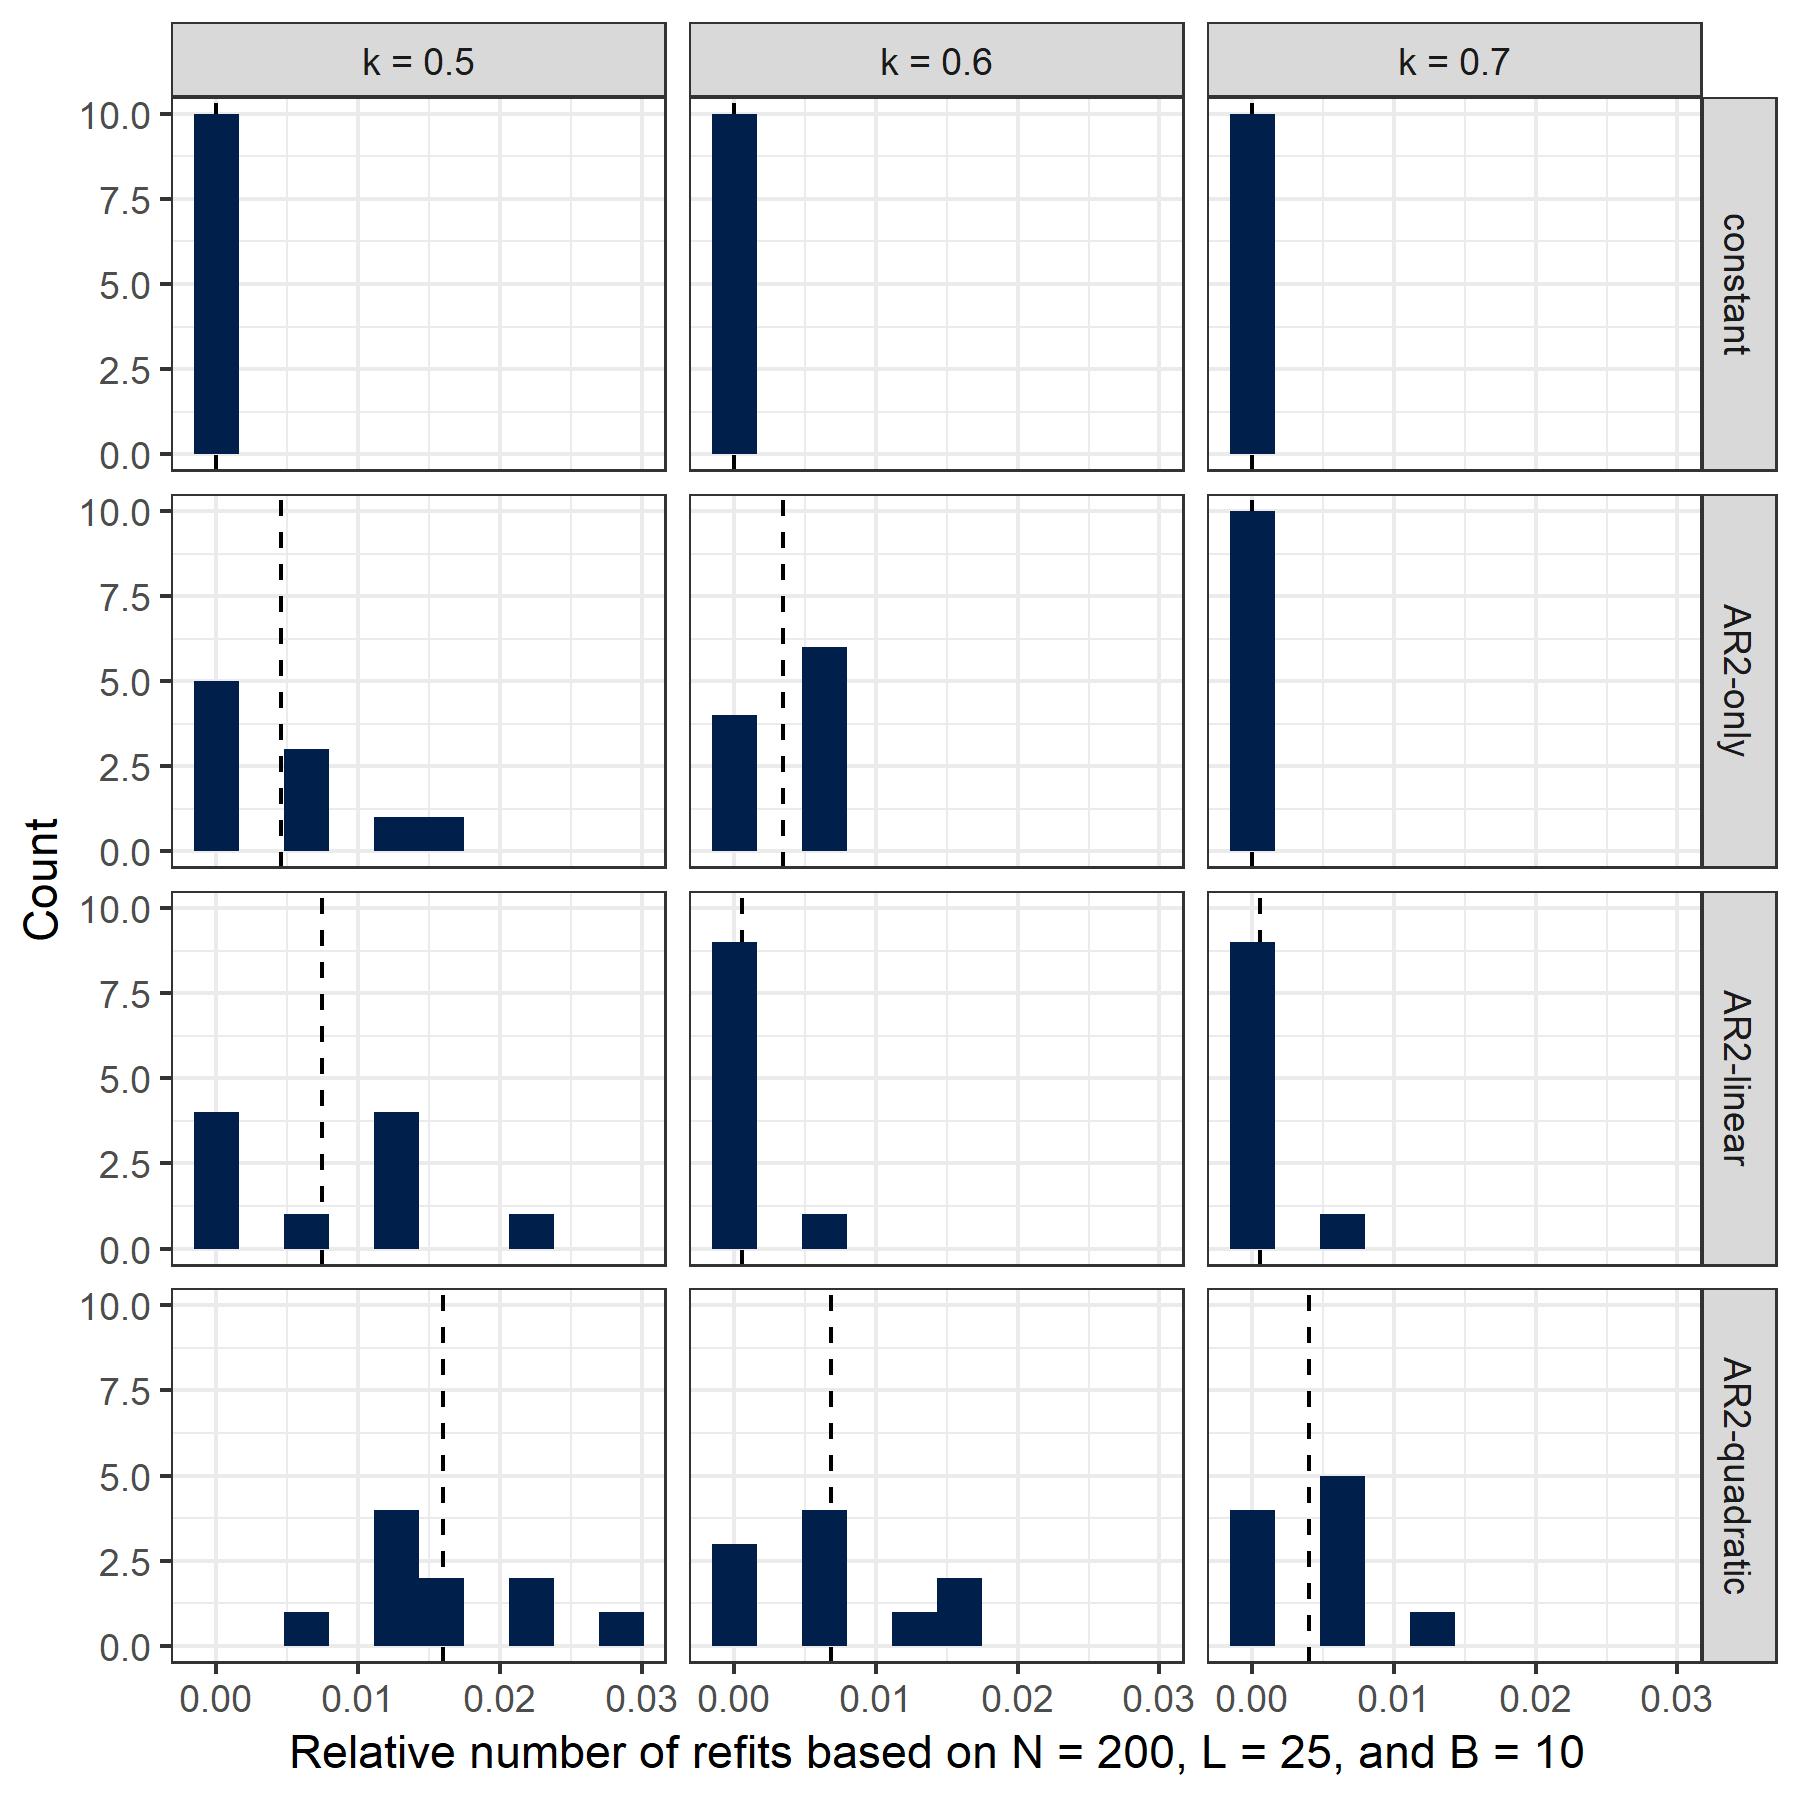 k = 0.5
k = 0.6
k = 0.7
10.0
7.5
5.0
2.5
0.0
constant
10.0
7.5
5.0
2.5
0.0
AR2-only
Count
10.0
7.5
5.0
2.5
0.0
AR2-linear
10.0
7.5
5.0
2.5
0.0
AR2-quadratic
0.00 0.01 0.02 0.03 0.00 0.01 0.02 0.03 0.00 0.01 0.02 0.03
Relative number of refits based on N = 200, L = 25, and B = 10